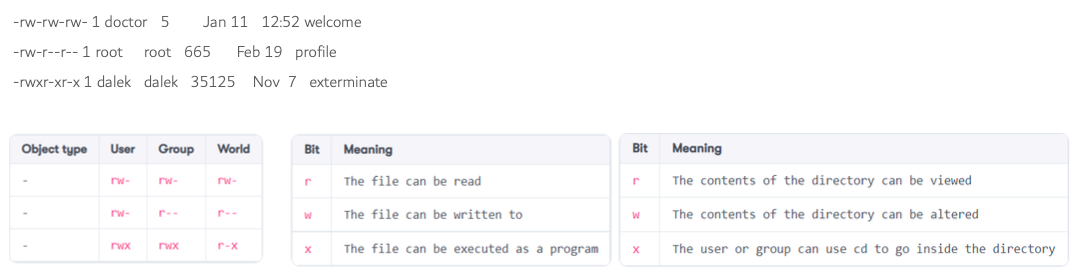 -rw-rw-rw- 1 doctor 5 Jan 11 12:52 welcome
-rw-r--r-- 1 root root 665 Feb 19 profile
-rwxr-xr-x 1 dalek dalek 35125 Nov 7 exterminate
Object type User Group World
- rw- rw- rw-
- rw- r-- r--
- rwx rwx r-x
Bit Meaning
r The file can be read
w The file can be written to
x The file can be executed as a program
Bit Meaning
r The contents of the directory can be viewed
w The contents of the directory can be altered
x The user or group can use cd to go inside the directory